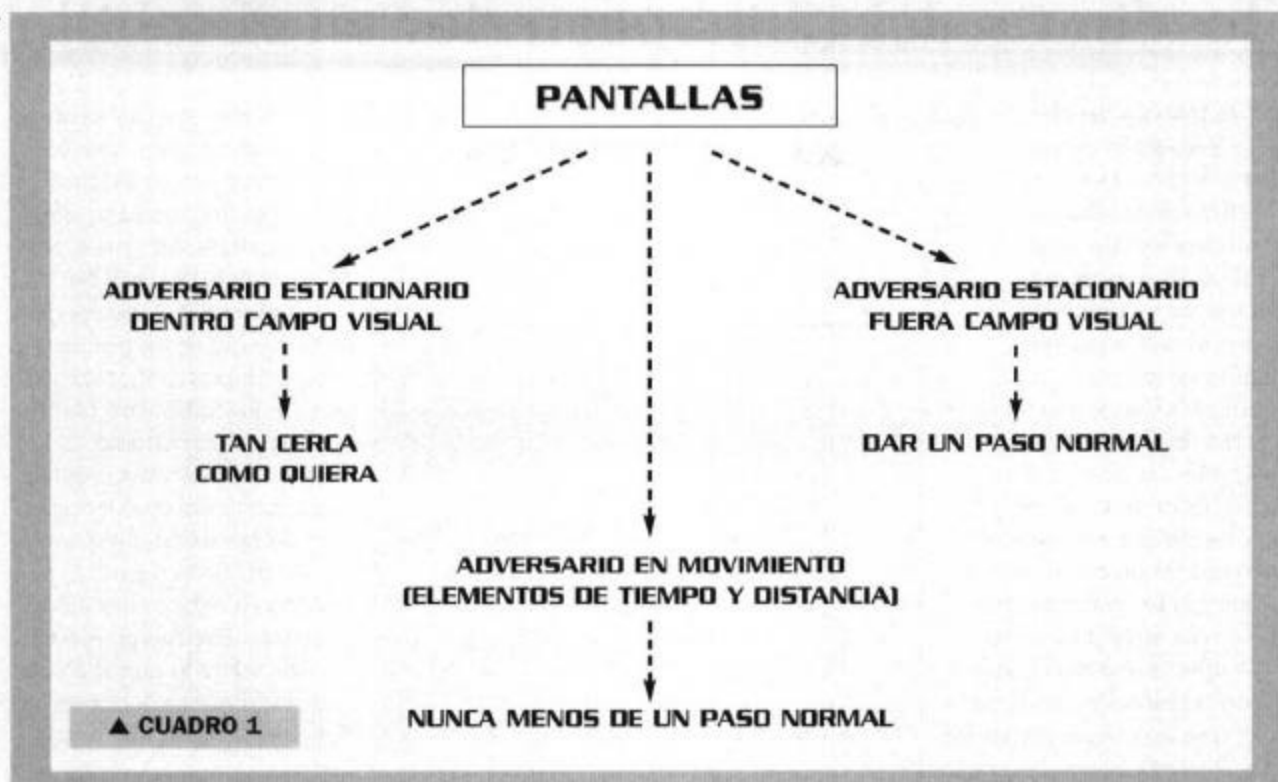 PANTALLAS
ADVERSARIO ESTACIONARIO
DENTRO CAMPO VISUAL
TAN CERCA
COMO QUIERA
ADVERSARIO ESTACIONARIO
FUERA CAMPO VISUAL
DAR UN PASO NORMAL
ADVERSARIO EN MOVIMIENTO
(ELEMENTOS DE TIEMPO Y DISTANCIA)
NUNCA MENOS DE UN PASO NORMAL
▲ CUADRO 1